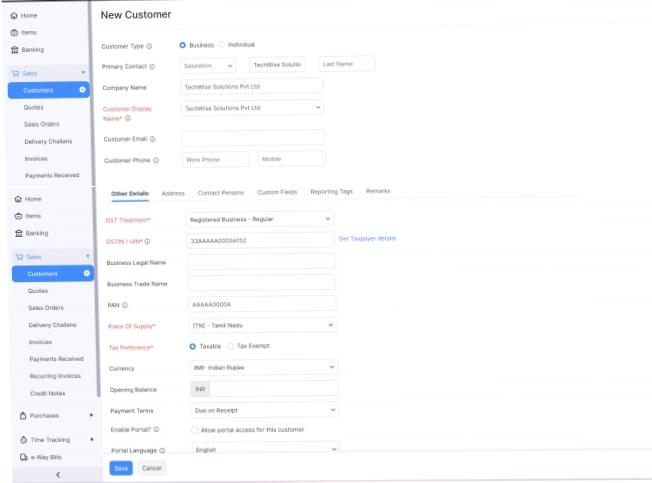 New Customer
Home
Items
Banking
Sales
Customers
Quotes
Sales Orders
Delivery Challans
Invoices
Payments Received
Customer Type
Business
Individual
Primary Contact
Salutation
TechWise Solutio
Last Name
Company Name
TechWise Solutions Pvt Ltd
Customer Display
Name*
TechWise Solutions Pvt Ltd
Customer Email
Customer Phone
Work Phone
Mobile
Home
Items
Banking
Sales
Customers
Quotes
Sales Orders
Delivery Challans
Invoices
Payments Received
Recurring Invoices
Credit Notes
Purchases
Time Tracking
e-Way Bills
Other Details Address Contact Persons Custom Fields Reporting Tags Remarks
GST Treatment*
Registered Business - Regular
GSTIN / UIN*
Get Taxpayer details
Business Legal Name
Business Trade Name
PAN
AAAAA0000A
Place Of Supply*
[TN] - Tamil Nadu
Tax Preference*
Taxable
Tax Exempt
Currency
INR- Indian Rupee
Opening Balance
INR
Payment Terms
Due on Receipt
Enable Portal?
Allow portal access for this customer
Portal Language
English
Save
Cancel